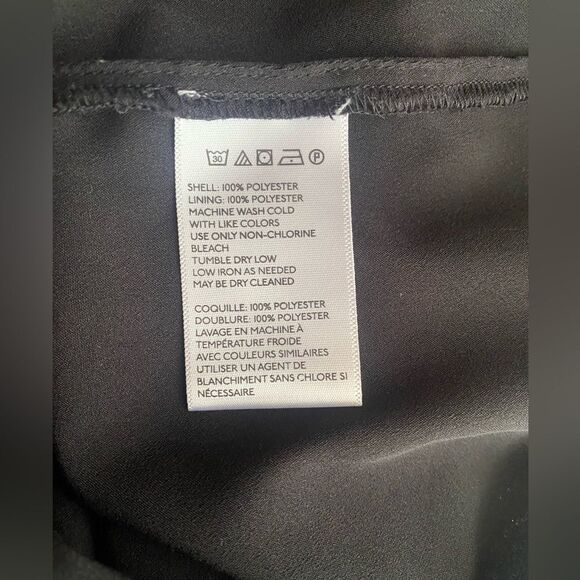 30 P
SHELL: 100% POLYESTER
LINING: 100% POLYESTER
MACHINE WASH COLD
WITH LIKE COLORS
USE ONLY NON-CHLORINE
BLEACH
TUMBLE DRY LOW
LOW IRON AS NEEDED
MAY BE DRY CLEANED
COQUILLE: 100% POLYESTER
DOUBLURE: 100% POLYESTER
LAVAGE EN MACHINE À
TEMPÉRATURE FROIDE
AVEC COULEURS SIMILAIRES
UTILISER UN AGENT DE
BLANCHIMENT SANS CHLORE SI
NÉCESSAIRE